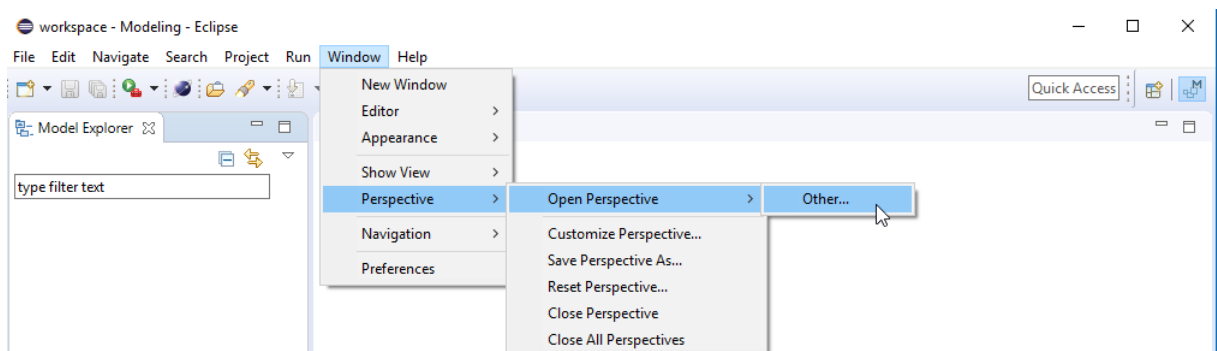 workspace - Modeling - Eclipse
File Edit Navigate Search Project Run Window Help
New Window
Quick Access
Editor
Model Explorer
Appearance
Show View
type filter text
Perspective
Open Perspective
Other...
Navigation
Customize Perspective...
Save Perspective As...
Preferences
Reset Perspective...
Close Perspective
Close All Perspectives